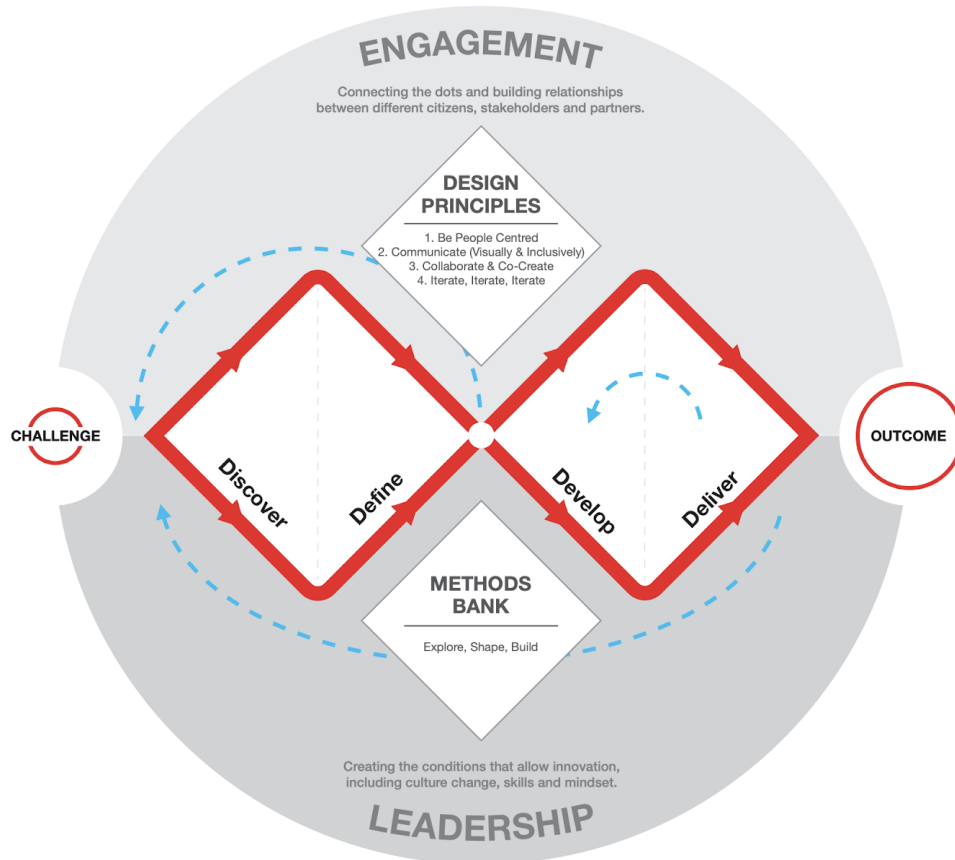 ENGAGEMENT
Connecting the dots and building relationships
between different citizens, stakeholders and partners.
DESIGN
PRINCIPLES
1. Be People Centred
2. Communicate (Visually & Inclusively)
3. Collaborate & Co-Create
4. Iterate, Iterate, Iterate
CHALLENGE
OUTCOME
Discover
Define
Develop
Deliver
METHODS
BANK
Explore, Shape, Build
Creating the conditions that allow innovation,
including culture change, skills and mindset.
LEADERSHIP